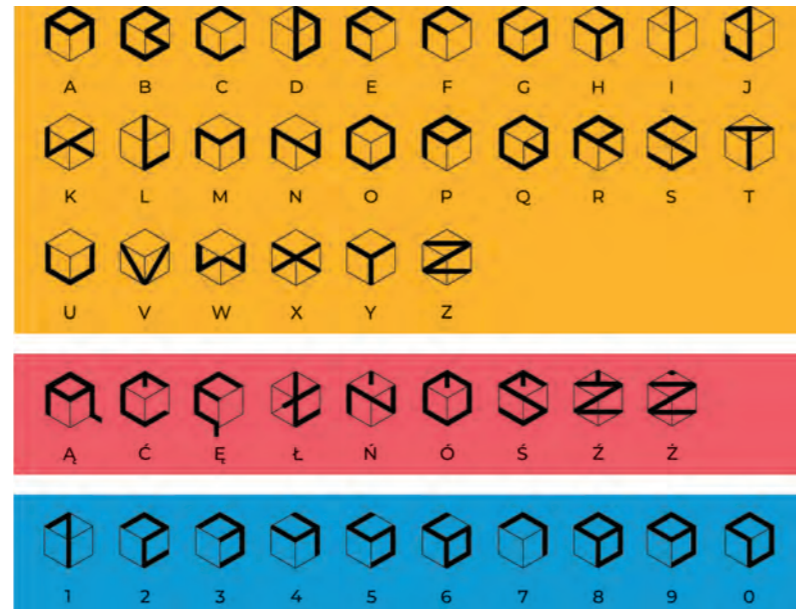 A B C D E F G H I J
K L M N O P Q R S T
U V W X Y Z
Ą Ć Ę Ł Ń Ó Ś Ź Ż
1 2 3 4 5 6 7 8 9 0